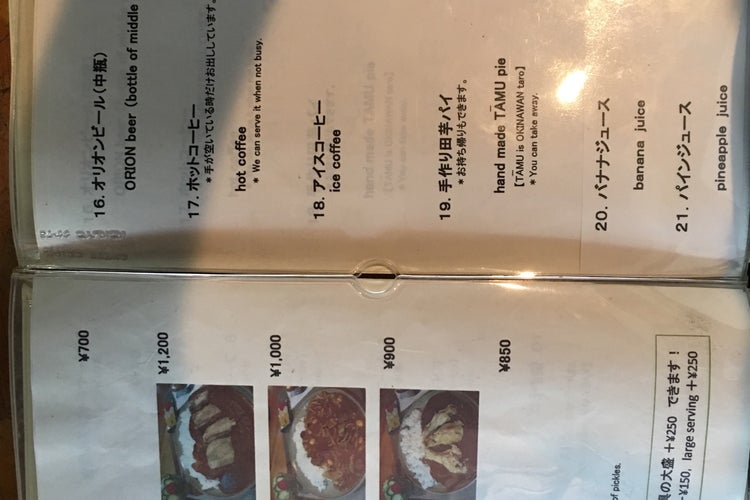 16. オリオンビール(中瓶)
ORION beer (bottle of middle
17. ホットコーヒー
＊手が空いている時だけお出ししています。
hot coffee
＊ We can serve it when not busy.
18. アイスコーヒー
ice coffee
19. 手作り田芋パイ
＊お持ち帰りもできます。
hand made TĀMU pie
【TĀMU is OKINAWAN taro】
＊You can take away.
20. バナナジュース
banana juice
21. パインジュース
pineapple juice
¥700
¥1,200
¥1,000
¥900
¥850
of pickles.
具の大盛 ＋¥250 できます！
¥150, large serving ＋¥250